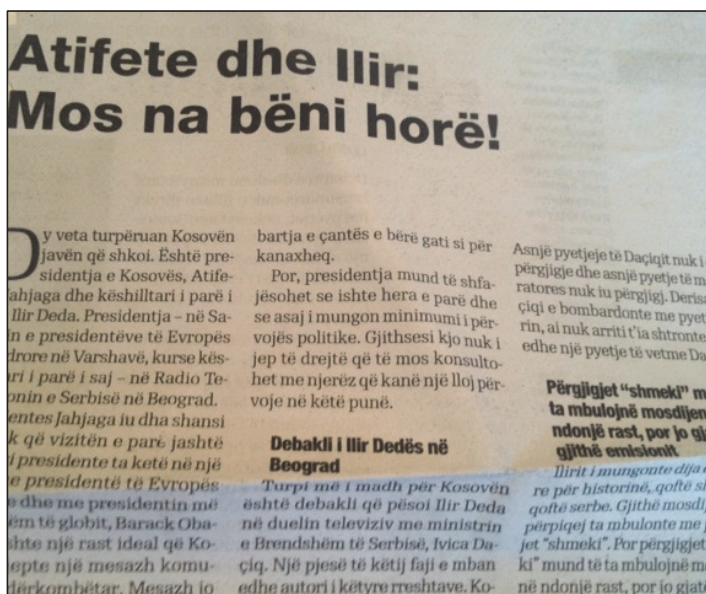 Atifete dhe Ilir:
Mos na bëni horë!
Dy veta turpëruan Kosovën
javën që shkoi. Është pre-
sidentja e Kosovës, Atife-
ahjaga dhe këshilltari i parë i
Ilir Deda. Presidentja – në Sa-
n e presidentëve të Evropës
drore në Varshavë, kurse kës-
ri i parë i saj – në Radio Te-
onin e Serbisë në Beograd.
entes Jahjaga iu dha shansi
k që vizitën e parë jashtë
i presidente ta ketë në një
e presidentë të Evropës
e dhe me presidentin më
ëm të globit, Barack Oba-
shte një rast ideal që Ko-
epte një mesazh komu-
dërkombëtar. Mesazh jo
bartja e çantës e bërë gati si për
kanaxheq.
Por, presidentja mund të shfa-
jësohet se ishte hera e parë dhe
se asaj i mungon minimumi i për-
vojës politike. Gjithsesi kjo nuk i
jep të drejtë që të mos konsulto-
het me njerëz që kanë një lloj për-
voje në këtë punë.
Debakli i Ilir Dedës në
Beograd
Turpi më i madh për Kosovën
është debakli që pësoi Ilir Deda
në duelin televiziv me ministrin
e Brendshëm të Serbisë, Ivica Da-
çiq. Një pjesë të këtij faji e mban
edhe autori i këtyre rreshtave. Ko-
Asnjë pyetjeje të Daçiqit nuk i
përgjigje dhe asnjë pyetje të m
ratores nuk iu përgjigj. Derisa
çiqi e bombardonte me pyet
rin, ai nuk arriti t'ia shtronte
edhe një pyetje të vetme Da
Përgjigjet “shmeki” m
ta mbulojnë mosdijen
ndonjë rast, por jo gji
gjithë emisionit
Ilirit i mungonte dija e
re për historinë, qoftë s
qoftë serbe. Gjithë mosdij
përpiqej ta mbulonte me
jet “shmeki”. Por përgjigjet
ki” mund të ta mbulojnë m
në ndonjë rast, por jo gjatë